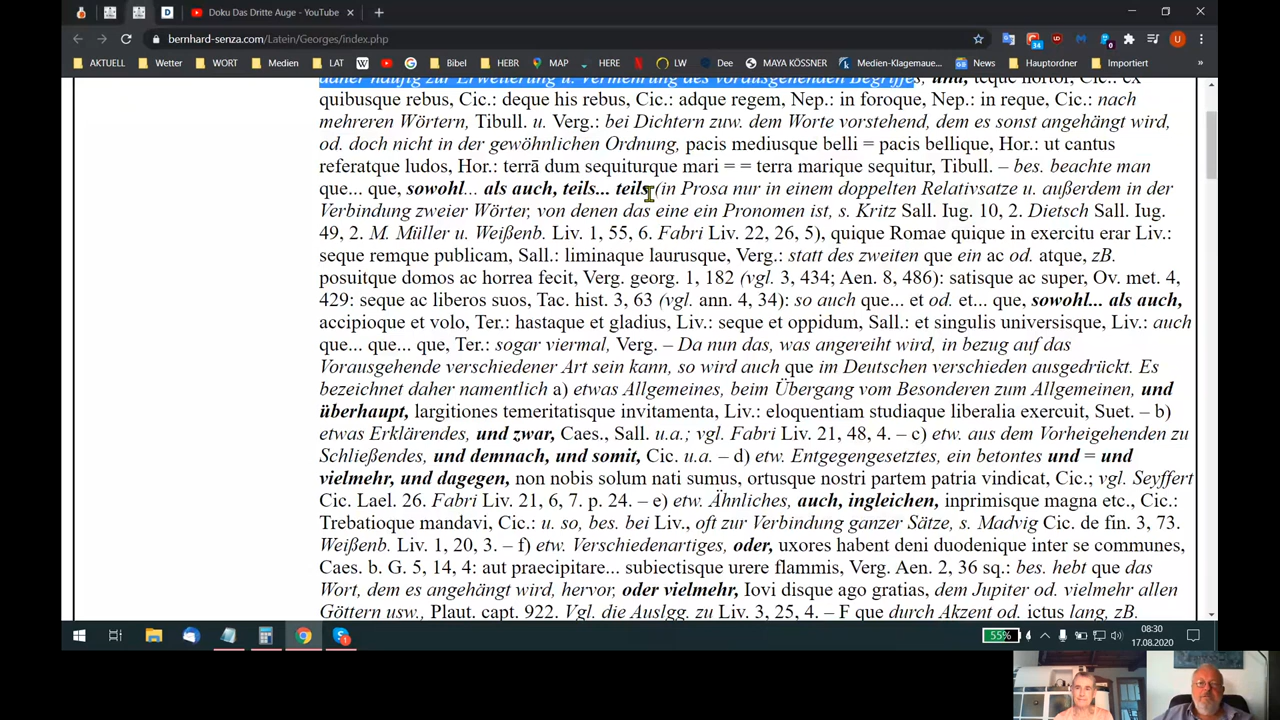 Doku Das Dritte Auge - YouTube
bernhard-senza.com/Latein/Georges/index.php
34 0 U
AKTUELL Wetter WORT Medien LAT Bibel HEBR MAP HERE LW Dee MAYA KÖSSNER Medien-Klagemaue... News Hauptordner Importiert
daher häufig zur Erweiterung u. Vermehrung des vorausgehenden Begriffes, und, teque hortor, Cic.: ex
quibusque rebus, Cic.: deque his rebus, Cic.: adque regem, Nep.: in foroque, Nep.: in reque, Cic.: nach
mehreren Wörtern, Tibull. u. Verg.: bei Dichtern zuw. dem Worte vorstehend, dem es sonst angehängt wird,
od. doch nicht in der gewöhnlichen Ordnung, pacis mediusque belli = pacis bellique, Hor.: ut cantus
referatque ludos, Hor.: terrā dum sequiturque mari = = terra marique sequitur, Tibull. – bes. beachte man
que... que, sowohl... als auch, teils... teils (in Prosa nur in einem doppelten Relativsatze u. außerdem in der
Verbindung zweier Wörter, von denen das eine ein Pronomen ist, s. Kritz Sall. Iug. 10, 2. Dietsch Sall. Iug.
49, 2. M. Müller u. Weißenb. Liv. 1, 55, 6. Fabri Liv. 22, 26, 5), quique Romae quique in exercitu erar Liv.:
seque remque publicam, Sall.: liminaque laurusque, Verg.: statt des zweiten que ein ac od. atque, zB.
posuitque domos ac horrea fecit, Verg. georg. 1, 182 (vgl. 3, 434; Aen. 8, 486): satisque ac super, Ov. met. 4,
429: seque ac liberos suos, Tac. hist. 3, 63 (vgl. ann. 4, 34): so auch que... et od. et... que, sowohl... als auch,
accipioque et volo, Ter.: hastaque et gladius, Liv.: seque et oppidum, Sall.: et singulis universisque, Liv.: auch
que... que... que, Ter.: sogar viermal, Verg. – Da nun das, was angereiht wird, in bezug auf das
Vorausgehende verschiedener Art sein kann, so wird auch que im Deutschen verschieden ausgedrückt. Es
bezeichnet daher namentlich a) etwas Allgemeines, beim Übergang vom Besonderen zum Allgemeinen, und
überhaupt, largitiones temeritatisque invitamenta, Liv.: eloquentiam studiaque liberalia exercuit, Suet. – b)
etwas Erklärendes, und zwar, Caes., Sall. u.a.; vgl. Fabri Liv. 21, 48, 4. – c) etw. aus dem Vorheigehenden zu
Schließendes, und demnach, und somit, Cic. u.a. – d) etw. Entgegengesetztes, ein betontes und = und
vielmehr, und dagegen, non nobis solum nati sumus, ortusque nostri partem patria vindicat, Cic.; vgl. Seyffert
Cic. Lael. 26. Fabri Liv. 21, 6, 7. p. 24. – e) etw. Ähnliches, auch, ingleichen, inprimisque magna etc., Cic.:
Trebatioque mandavi, Cic.: u. so, bes. bei Liv., oft zur Verbindung ganzer Sätze, s. Madvig Cic. de fin. 3, 73.
Weißenb. Liv. 1, 20, 3. – f) etw. Verschiedenartiges, oder, uxores habent deni duodenique inter se communes,
Caes. b. G. 5, 14, 4: aut praecipitare... subiectisque urere flammis, Verg. Aen. 2, 36 sq.: bes. hebt que das
Wort, dem es angehängt wird, hervor, oder vielmehr, Iovi disque ago gratias, dem Jupiter od. vielmehr allen
Göttern usw., Plaut. capt. 922. Vgl. die Auslgg. zu Liv. 3, 25, 4. – F que durch Akzent od. ictus lang, zB.
55% 08:30
17.08.2020